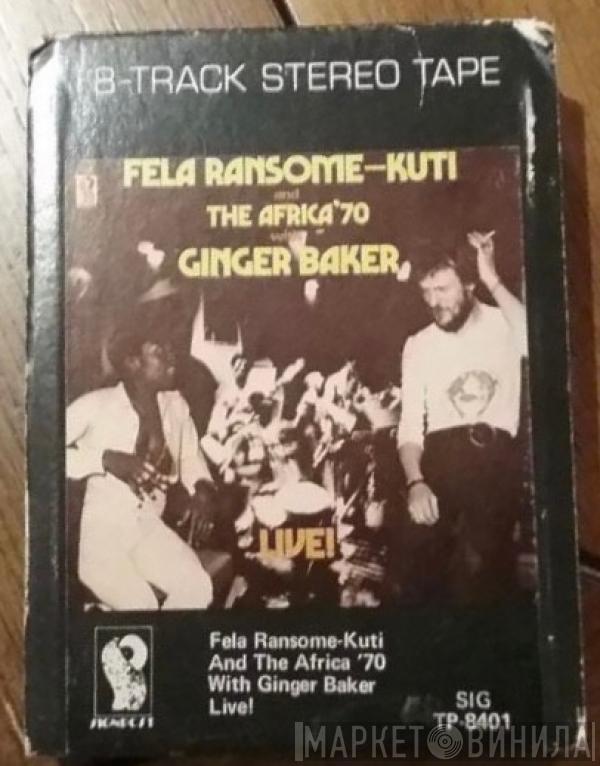 8-TRACK STEREO TAPE
FELA RANSOME-KUTI
and
THE AFRICA '70
with
GINGER BAKER
LIVE!
Fela Ransome-Kuti
And The Africa '70
With Ginger Baker
Live!
SIGNPOST
SIG
TP-8401
МАРКЕТ ВИНИЛА